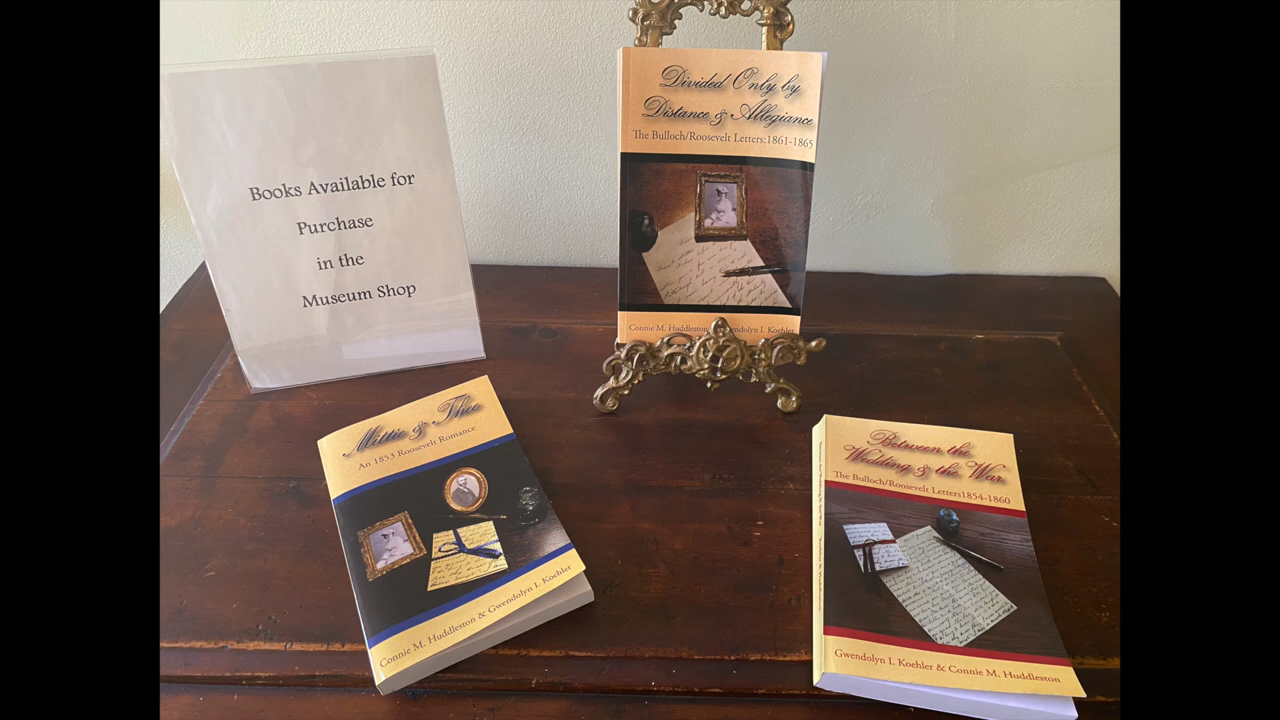 Books Available for
Purchase
in the
Museum Shop
Divided Only by
Distance & Allegiance
The Bulloch/Roosevelt Letters:1861-1865
Connie M. Huddleston Gwendolyn I. Koehler
Mittie & Thee
An 1853 Roosevelt Romance
Connie M. Huddleston & Gwendolyn I. Koehler
Between the
Wedding & the War
The Bulloch/Roosevelt Letters1854-1860
Gwendolyn I. Koehler & Connie M. Huddleston